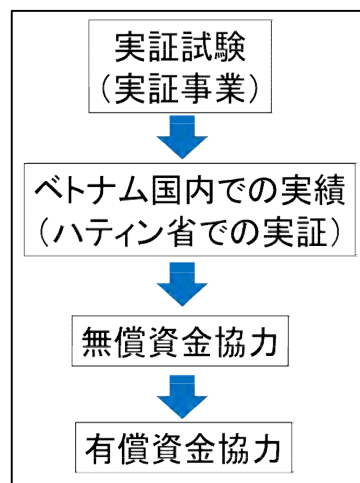 実証試験
（実証事業）
ベトナム国内での実績
（ハティン省での実証）
無償資金協力
有償資金協力